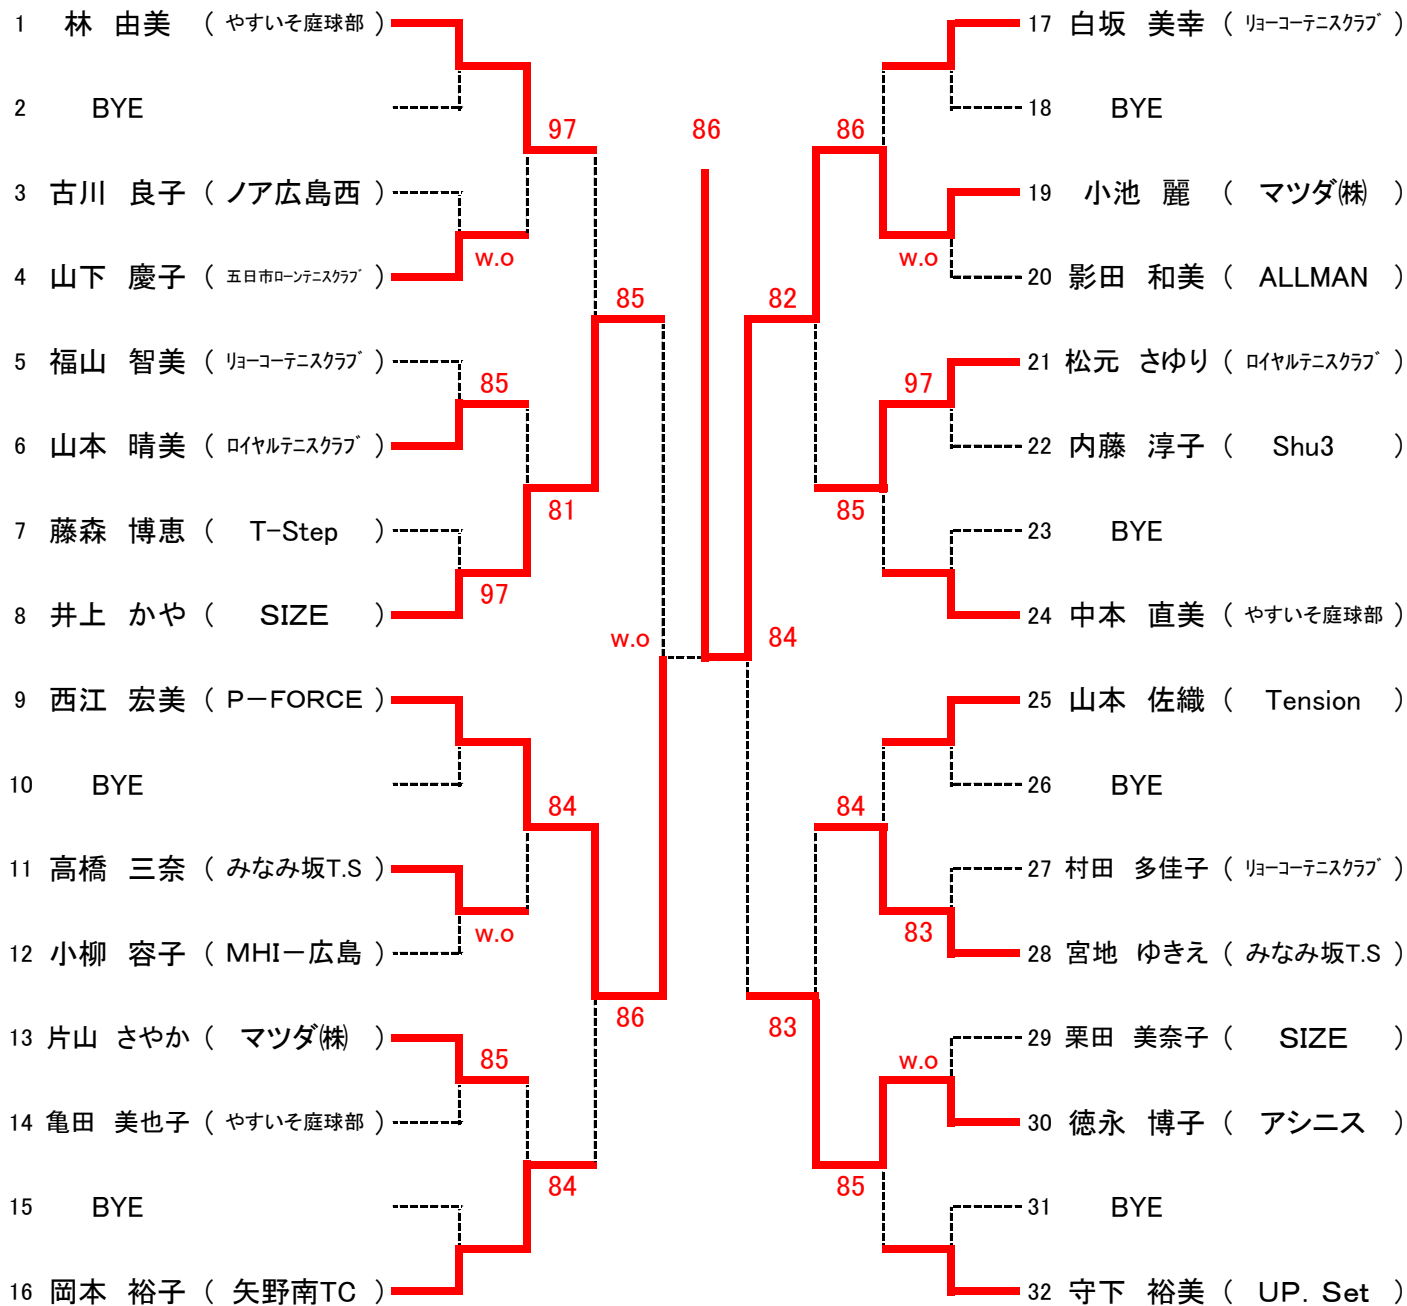 1 林 由美 ( やすいそ庭球部 )
2 BYE
97
3 古川 良子 ( ノア広島西 )
w.o
4 山下 慶子 ( 五日市ローンテニスクラブ )
85
5 福山 智美 ( リョーコーテニスクラブ )
85
6 山本 晴美 ( ロイヤルテニスクラブ )
81
7 藤森 博恵 ( T-Step )
97
8 井上 かや ( SIZE )
w.o
9 西江 宏美 ( P-FORCE )
10 BYE
84
11 高橋 三奈 ( みなみ坂T.S )
w.o
12 小柳 容子 ( MHI-広島 )
86
13 片山 さやか ( マツダ㈱ )
85
14 亀田 美也子 ( やすいそ庭球部 )
84
15 BYE
16 岡本 裕子 ( 矢野南TC )
86
17 白坂 美幸 ( リョーコーテニスクラブ )
18 BYE
86
19 小池 麗 ( マツダ㈱ )
w.o
20 影田 和美 ( ALLMAN )
82
21 松元 さゆり ( ロイヤルテニスクラブ )
97
22 内藤 淳子 ( Shu3 )
85
23 BYE
24 中本 直美 ( やすいそ庭球部 )
84
25 山本 佐織 ( Tension )
26 BYE
84
27 村田 多佳子 ( リョーコーテニスクラブ )
83
28 宮地 ゆきえ ( みなみ坂T.S )
83
29 栗田 美奈子 ( SIZE )
w.o
30 徳永 博子 ( アシニス )
85
31 BYE
32 守下 裕美 ( UP. Set )